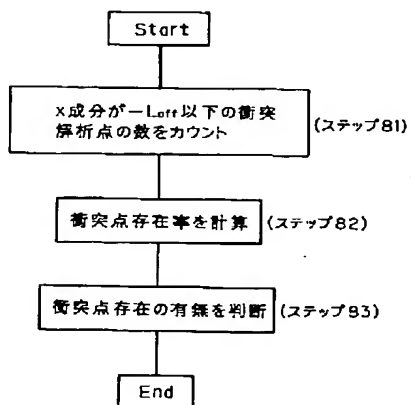 Start
x成分が−Loff以下の衝突
解析点の数をカウント
(ステップ81)
衝突点存在率を計算
(ステップ82)
衝突点存在の有無を判断
(ステップ83)
End